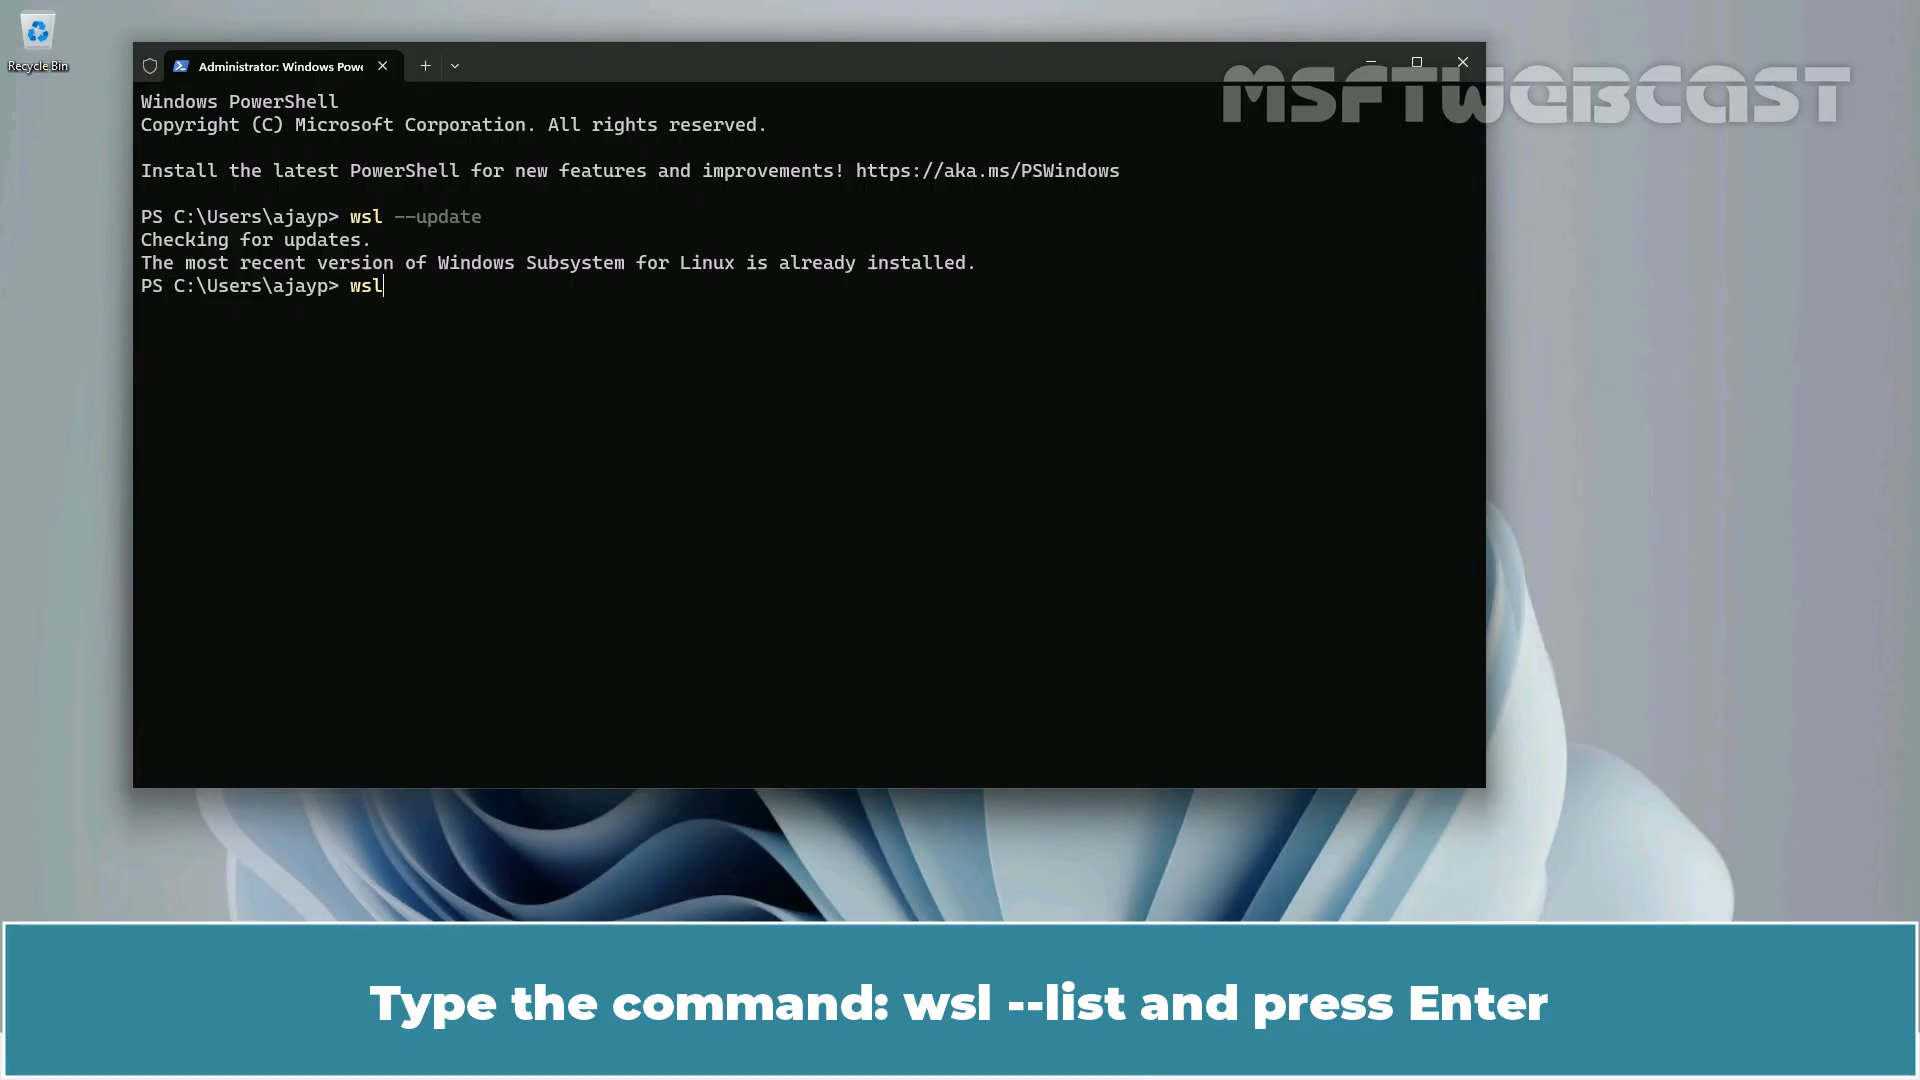 Recycle Bin
Administrator: Windows Powe
MSFTWEBCAST
Windows PowerShell
Copyright (C) Microsoft Corporation. All rights reserved.
Install the latest PowerShell for new features and improvements! https://aka.ms/PSWindows
PS C:\Users\ajayp> wsl --update
Checking for updates.
The most recent version of Windows Subsystem for Linux is already installed.
PS C:\Users\ajayp> wsl
Type the command: wsl --list and press Enter